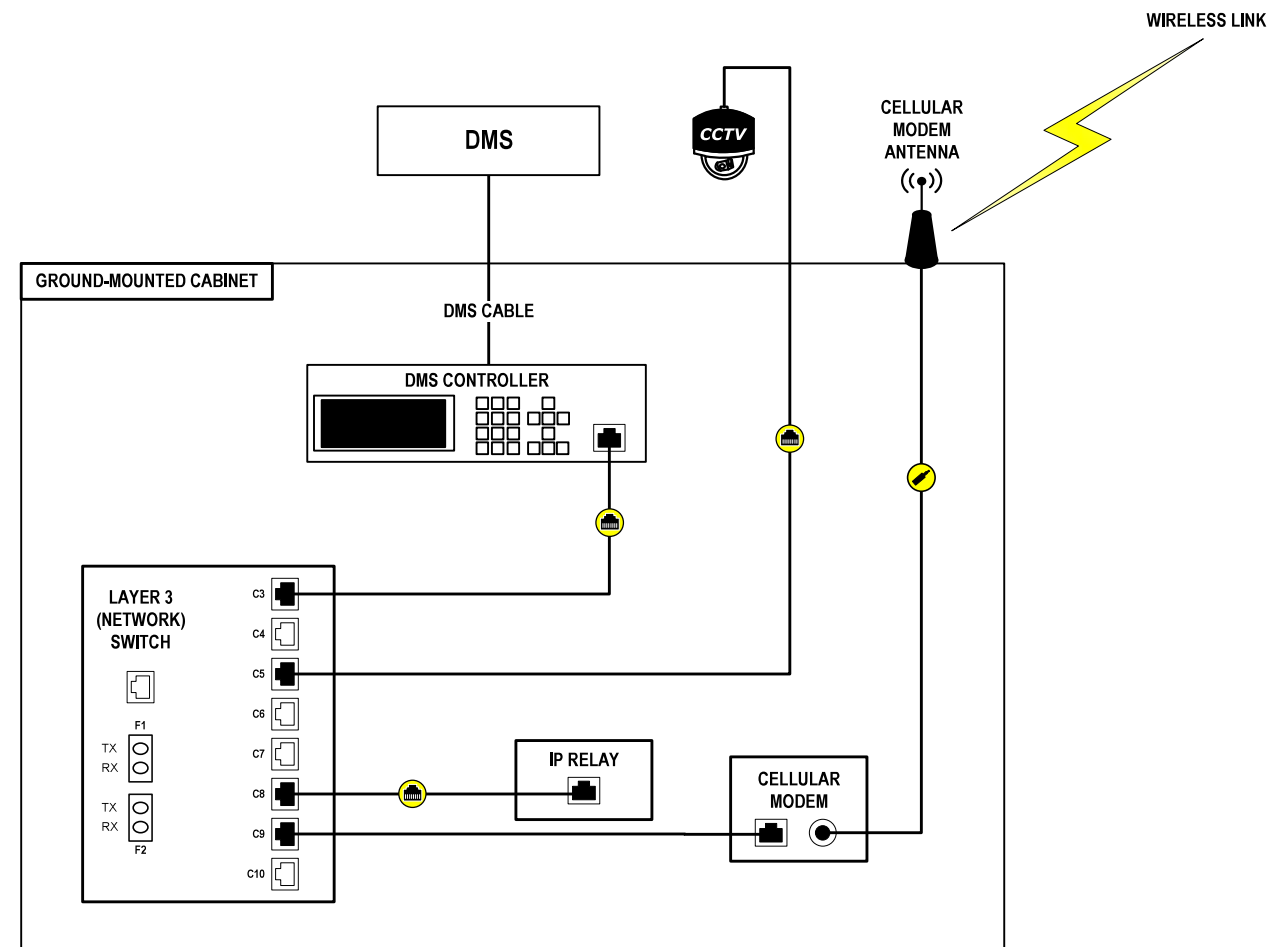 WIRELESS LINK
DMS
CCTV
CELLULAR
MODEM
ANTENNA
GROUND-MOUNTED CABINET
DMS CABLE
DMS CONTROLLER
LAYER 3
(NETWORK)
SWITCH
F1
TX
RX
TX
RX
F2
C3
C4
C5
C6
C7
C8
C9
C10
IP RELAY
CELLULAR
MODEM